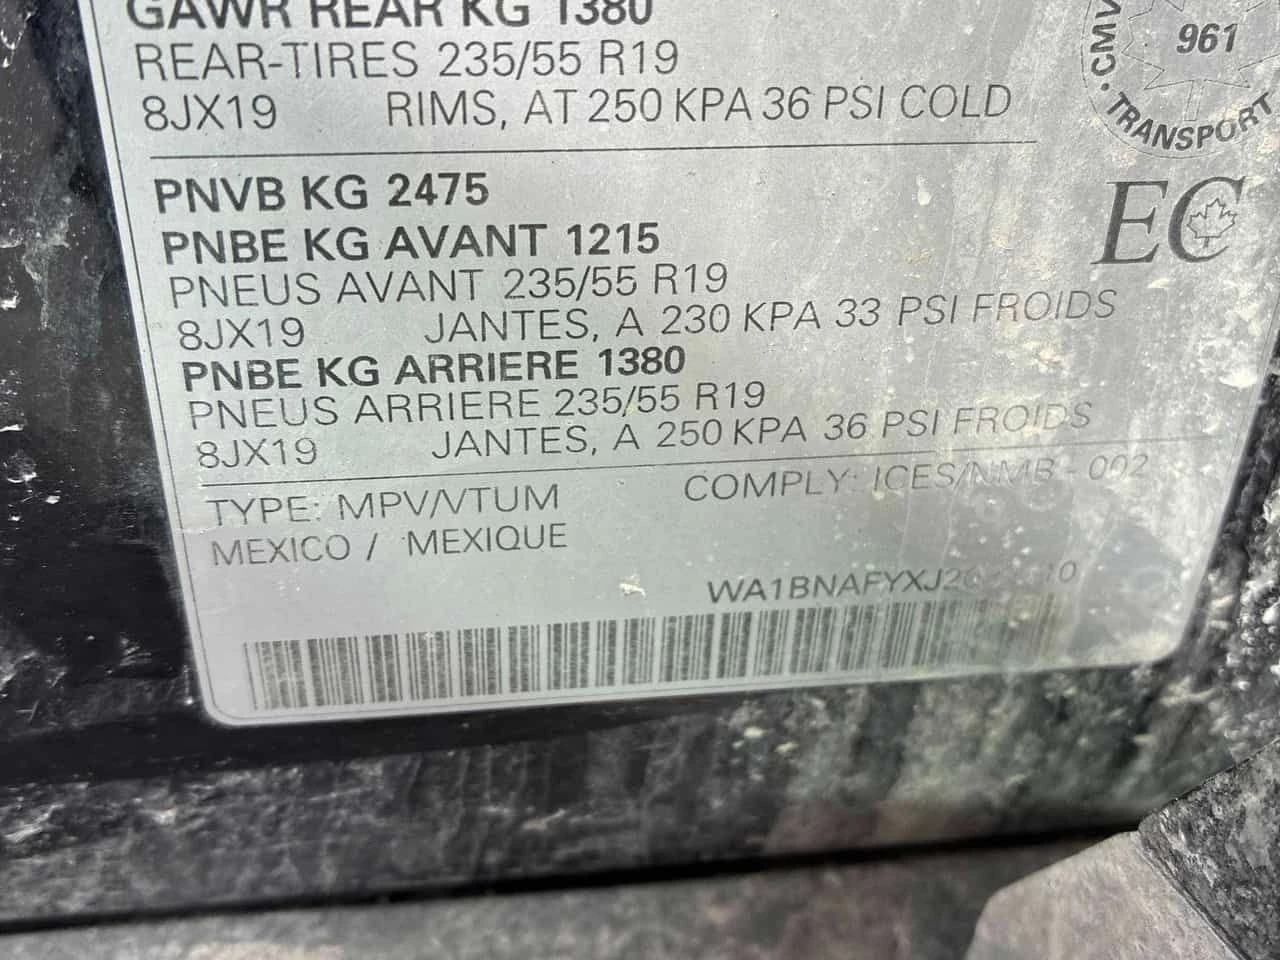 GAWR REAR KG 1380
REAR-TIRES 235/55 R19
8JX19 RIMS, AT 250 KPA 36 PSI COLD
CMV
961
TRANSPORT
PNVB KG 2475
EC
PNBE KG AVANT 1215
PNEUS AVANT 235/55 R19
8JX19 JANTES, A 230 KPA 33 PSI FROIDS
PNBE KG ARRIERE 1380
PNEUS ARRIERE 235/55 R19
8JX19 JANTES, A 250 KPA 36 PSI FROIDS
TYPE: MPV/VTUM COMPLY: ICES/NMB - 002
MEXICO / MEXIQUE